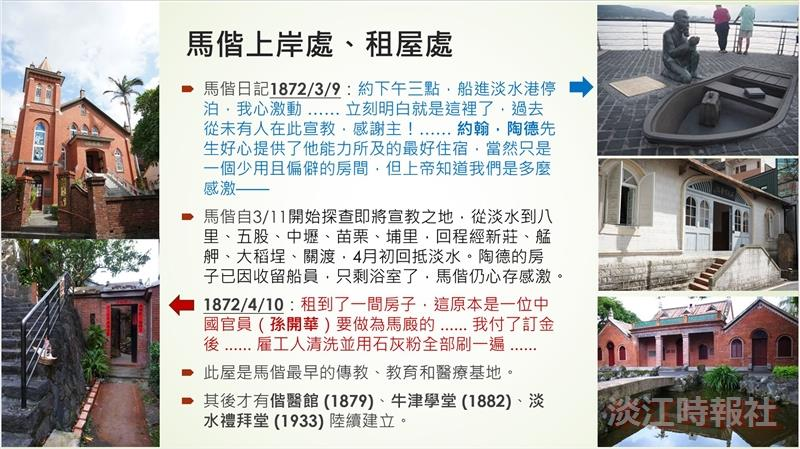 馬偕上岸處、租屋處
馬偕日記1872/3/9：約下午三點，船進淡水港停
泊，我心激動 ...... 立刻明白就是這裡了，過去
從未有人在此宣教，感謝主！...... 約翰，陶德先
生好心提供了他能力所及的最好住宿，當然只是
一個少用且偏僻的房間，但上帝知道我們是多麼
感激——
馬偕自3/11開始探查即將宣教之地，從淡水到八
里、五股、中壢、苗栗、埔里，回程經新莊、艋
舺、大稻埕、關渡，4月初回抵淡水。陶德的房
子已因收留船員，只剩浴室了，馬偕仍心存感激。
1872/4/10：租到了一間房子，這原本是一位中
國官員（孫開華）要做為馬廄的 ...... 我付了訂金
後 ...... 雇工人清洗並用石灰粉全部刷一遍 ......
此屋是馬偕最早的傳教、教育和醫療基地。
其後才有偕醫館 (1879)、牛津學堂 (1882)、淡
水禮拜堂 (1933) 陸續建立。
淡江時報社